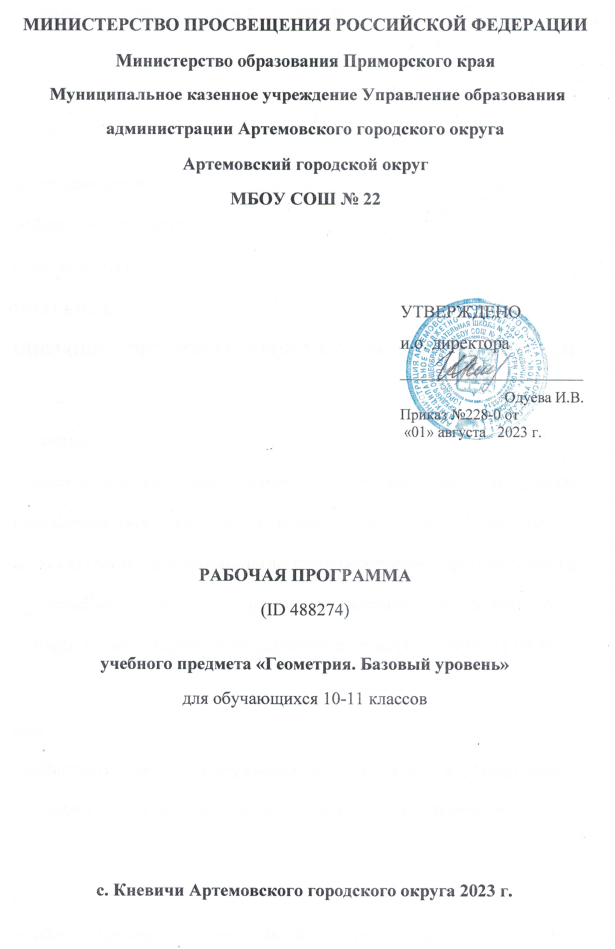 МИНИСТЕРСТВО ПРОСВЕЩЕНИЯ РОССИЙСКОЙ ФЕДЕРАЦИИ
Министерство образования Приморского края
Муниципальное казенное учреждение Управление образования
администрации Артемовского городского округа
Артемовский городской округ
МБОУ СОШ № 22
УТВЕРЖДЕНО
и.о. директора
Одуева И.В.
Приказ №228-0 от
«01» августа 2023 г.
РАБОЧАЯ ПРОГРАММА
(ID 488274)
учебного предмета «Геометрия. Базовый уровень»
для обучающихся 10-11 классов
с. Кневичи Артемовского городского округа 2023 г.